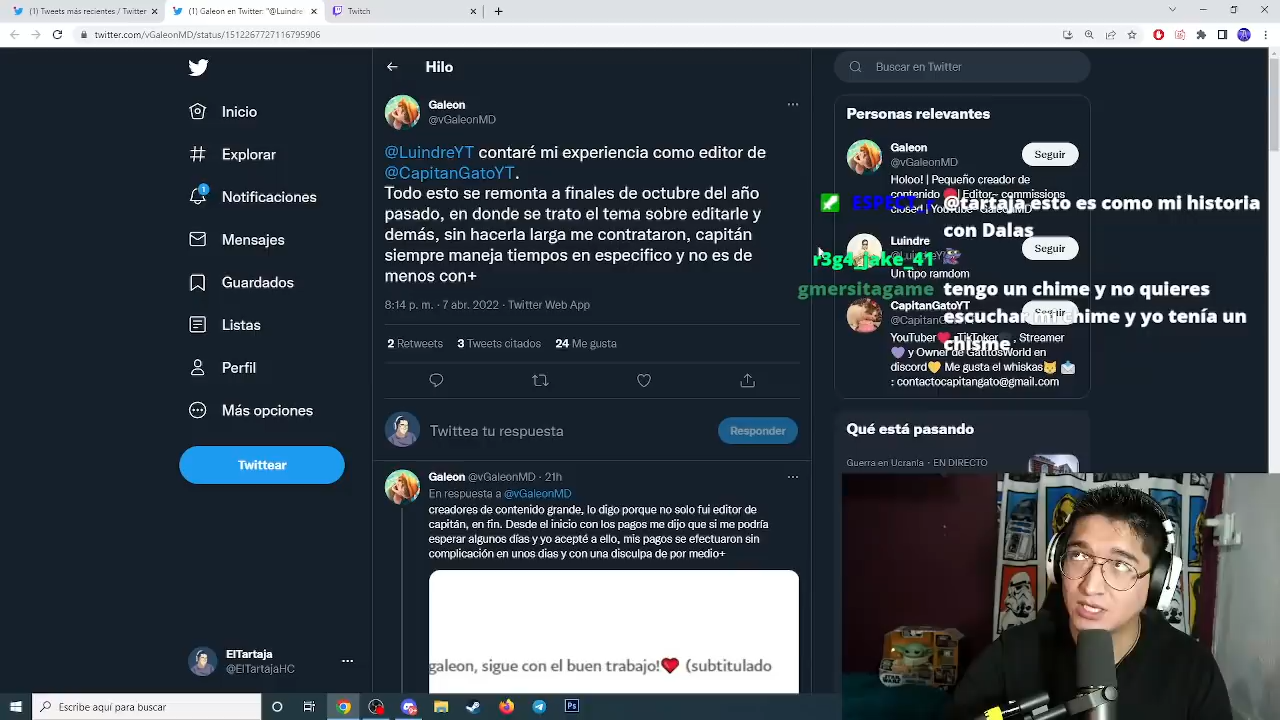 (1) Tweets más recientes / Twitter
(1) Galeon en Twitter: "@Luindre
Twitch
twitter.com/vGaleonMD/status/1512267727116795906
Inicio
Explorar
1
Notificaciones
Mensajes
Guardados
Listas
Perfil
Más opciones
Twittear
ElTartaja
@ElTartajaHC
Hilo
Galeon
@vGaleonMD
@LuindreYT contaré mi experiencia como editor de
@CapitanGatoYT.
Todo esto se remonta a finales de octubre del año
pasado, en donde se trato el tema sobre editarle y
demás, sin hacerla larga me contrataron, capitán
siempre maneja tiempos en especifico y no es de
menos con+
8:14 p. m. · 7 abr. 2022 · Twitter Web App
2 Retweets 3 Tweets citados 24 Me gusta
Twittea tu respuesta
Responder
Galeon @vGaleonMD · 21h
En respuesta a @vGaleonMD
creadores de contenido grande, lo digo porque no solo fui editor de
capitán, en fin. Desde el inicio con los pagos me dijo que si me podría
esperar algunos días y yo acepté a ello, mis pagos se efectuaron sin
complicación en unos días y con una disculpa de por medio+
galeon, sigue con el buen trabajo!❤️ (subtitulado
Buscar en Twitter
Personas relevantes
Galeon
@vGaleonMD
Seguir
Holoo! | Pequeño creador de
contenido | Editor~ commissions
closed | YouTube: GaleonMD
Luindre
Seguir
Un tipo ramdom
CapitanGatoYT
Seguir
YouTuber❤️, TikToker, Streamer
💜 y Owner de GatitosWorld en
discord💛 Me gusta el whiskas😺 📩
: contactocapitangato@gmail.com
@tartaja esto es como mi historia
con Dalas
r3g4_jake_41
gmersitagame tengo un chime y no quieres
escuchar mi chime y yo tenía un
chisme
Qué está pasando
Guerra en Ucrania · EN DIRECTO
Escribe aquí para buscar
Ps